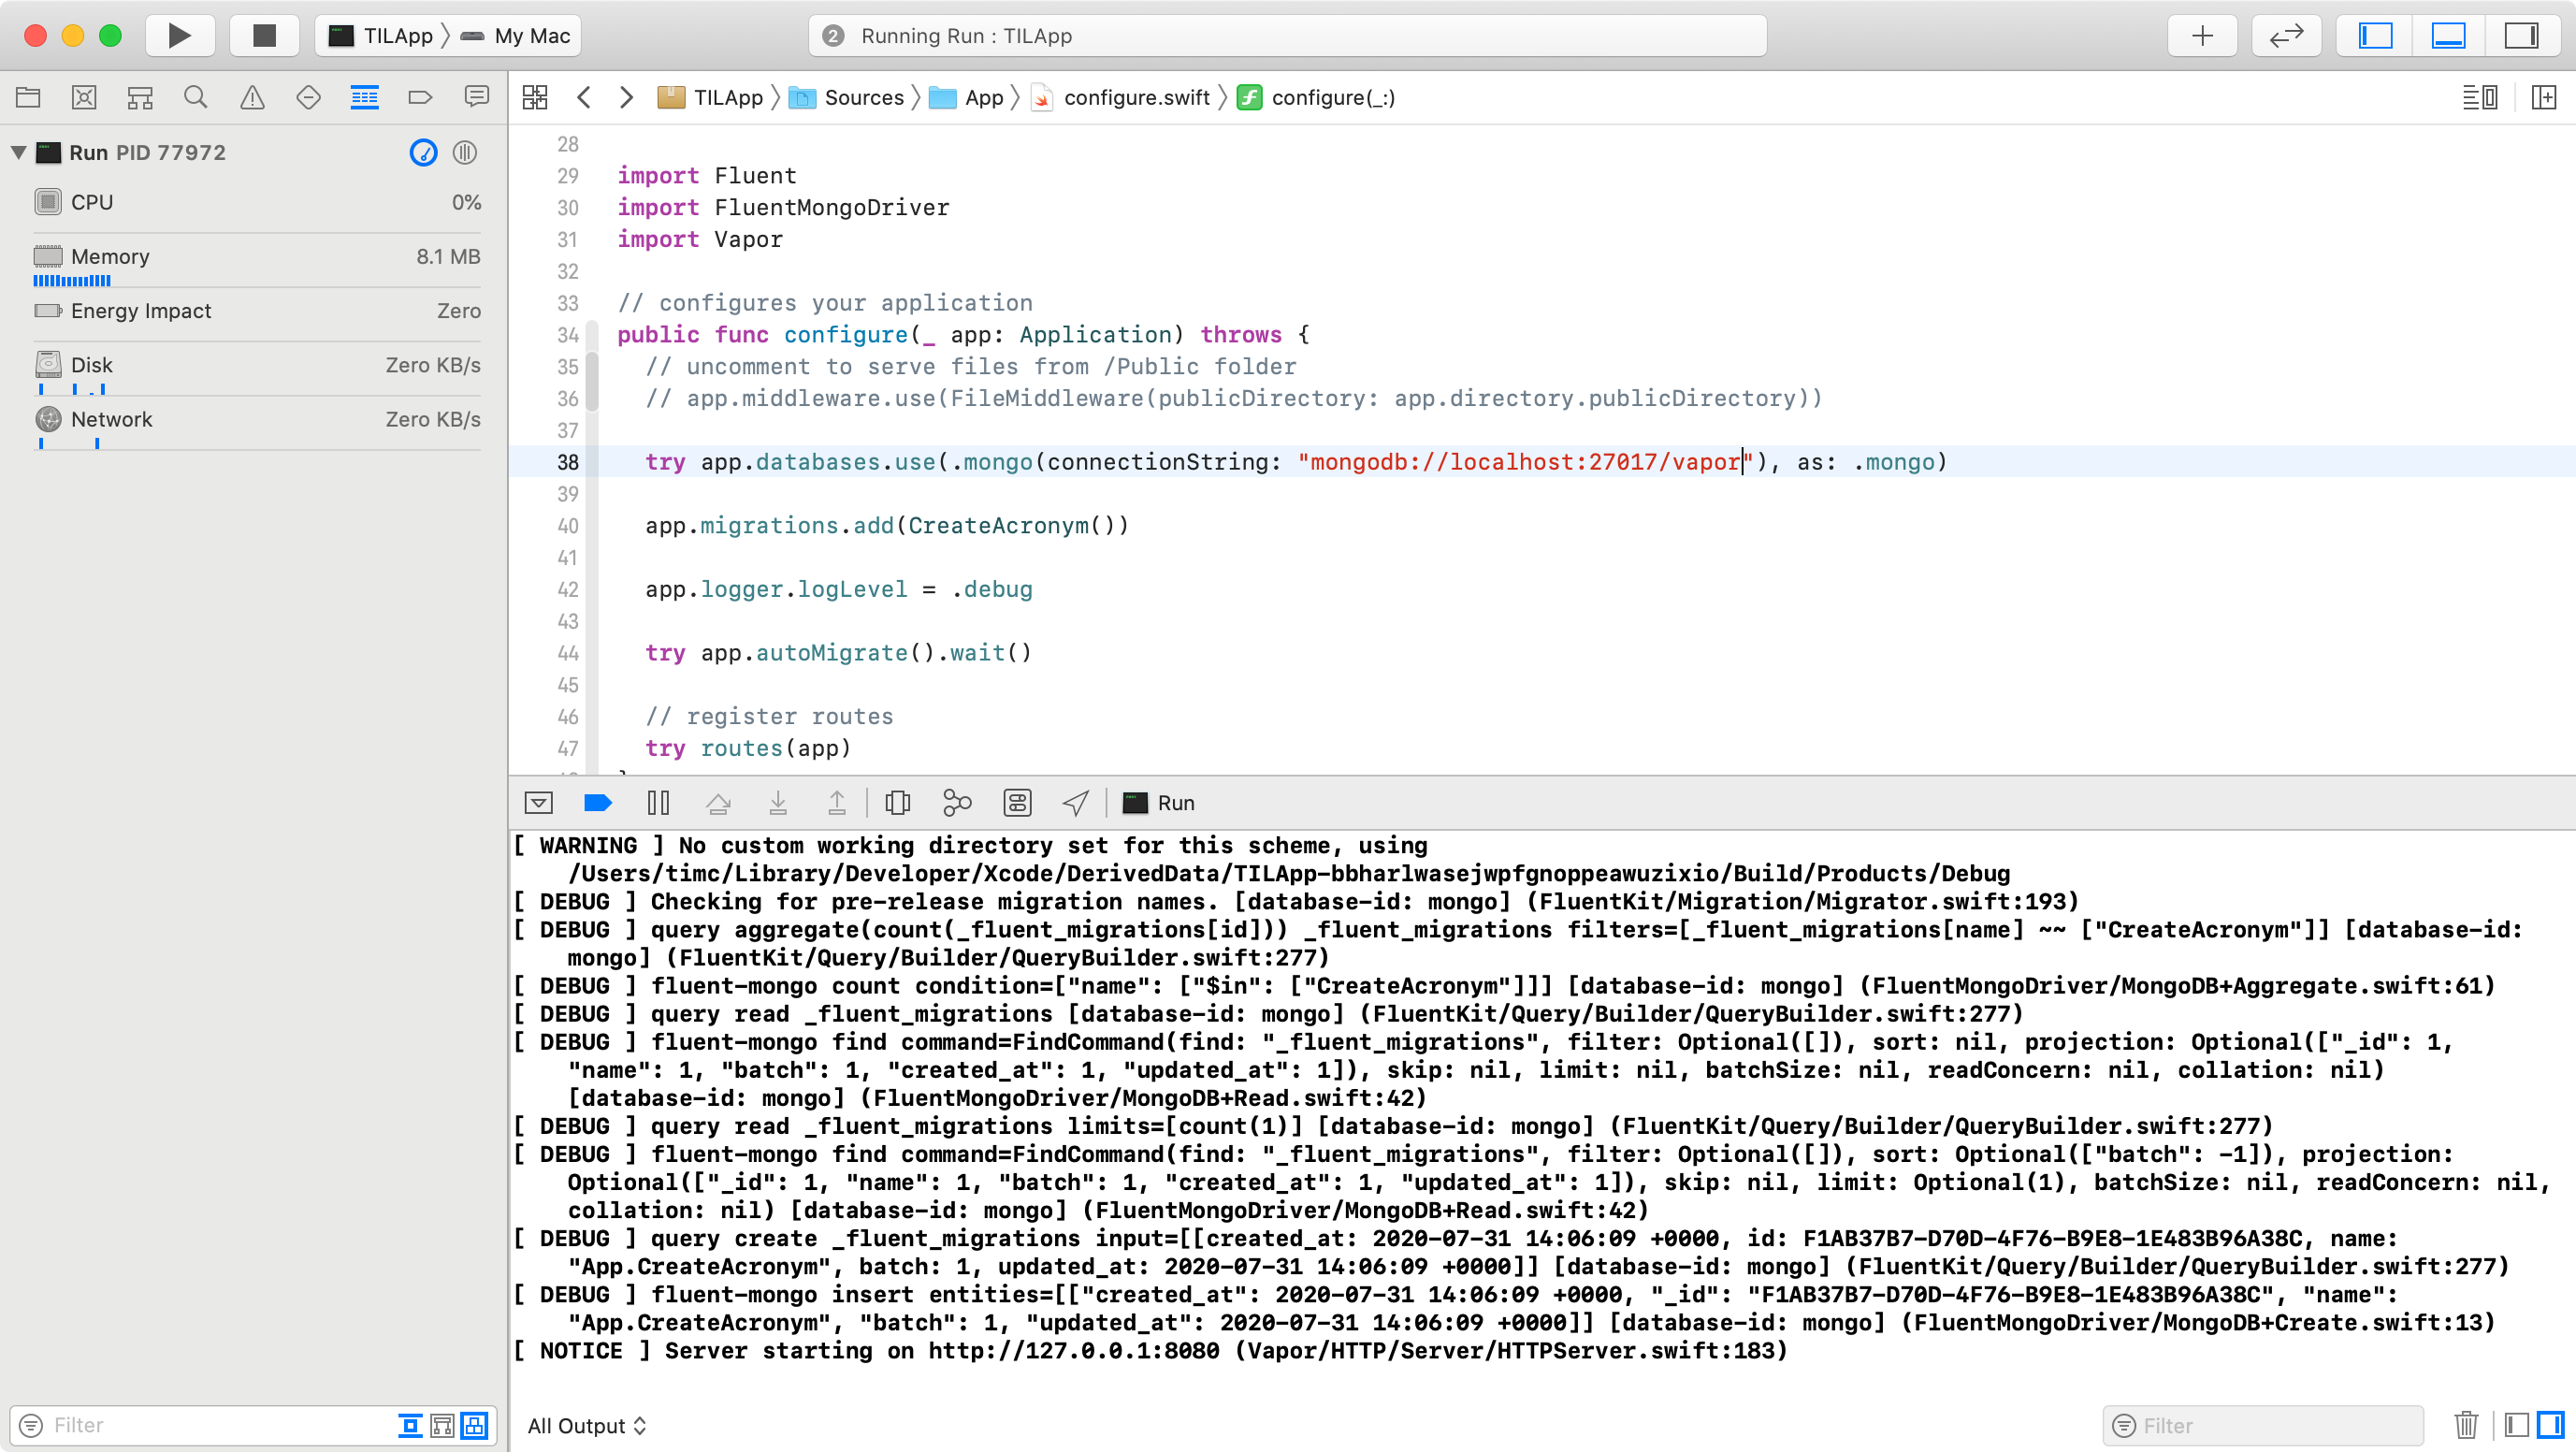 TILApp 〉 My Mac
2 Running Run : TILApp
TILApp 〉 Sources 〉 App 〉 configure.swift 〉 f configure(_:)
Run PID 77972
CPU 0%
Memory 8.1 MB
Energy Impact Zero
Disk Zero KB/s
Network Zero KB/s
28
29 import Fluent
30 import FluentMongoDriver
31 import Vapor
32
33 // configures your application
34 public func configure(_ app: Application) throws {
35 // uncomment to serve files from /Public folder
36 // app.middleware.use(FileMiddleware(publicDirectory: app.directory.publicDirectory))
37
38 try app.databases.use(.mongo(connectionString: "mongodb://localhost:27017/vapor"), as: .mongo)
39
40 app.migrations.add(CreateAcronym())
41
42 app.logger.logLevel = .debug
43
44 try app.autoMigrate().wait()
45
46 // register routes
47 try routes(app)
Run
[ WARNING ] No custom working directory set for this scheme, using
/Users/timc/Library/Developer/Xcode/DerivedData/TILApp-bbharlwasejwpfgnoppeawuzixio/Build/Products/Debug
[ DEBUG ] Checking for pre-release migration names. [database-id: mongo] (FluentKit/Migration/Migrator.swift:193)
[ DEBUG ] query aggregate(count(_fluent_migrations[id])) _fluent_migrations filters=[_fluent_migrations[name] ~~ ["CreateAcronym"]] [database-id:
mongo] (FluentKit/Query/Builder/QueryBuilder.swift:277)
[ DEBUG ] fluent-mongo count condition=["name": ["$in": ["CreateAcronym"]]] [database-id: mongo] (FluentMongoDriver/MongoDB+Aggregate.swift:61)
[ DEBUG ] query read _fluent_migrations [database-id: mongo] (FluentKit/Query/Builder/QueryBuilder.swift:277)
[ DEBUG ] fluent-mongo find command=FindCommand(find: "_fluent_migrations", filter: Optional([]), sort: nil, projection: Optional(["_id": 1,
"name": 1, "batch": 1, "created_at": 1, "updated_at": 1]), skip: nil, limit: nil, batchSize: nil, readConcern: nil, collation: nil)
[database-id: mongo] (FluentMongoDriver/MongoDB+Read.swift:42)
[ DEBUG ] query read _fluent_migrations limits=[count(1)] [database-id: mongo] (FluentKit/Query/Builder/QueryBuilder.swift:277)
[ DEBUG ] fluent-mongo find command=FindCommand(find: "_fluent_migrations", filter: Optional([]), sort: Optional(["batch": -1]), projection:
Optional(["_id": 1, "name": 1, "batch": 1, "created_at": 1, "updated_at": 1]), skip: nil, limit: Optional(1), batchSize: nil, readConcern: nil,
collation: nil) [database-id: mongo] (FluentMongoDriver/MongoDB+Read.swift:42)
[ DEBUG ] query create _fluent_migrations input=[[created_at: 2020-07-31 14:06:09 +0000, id: F1AB37B7-D70D-4F76-B9E8-1E483B96A38C, name:
"App.CreateAcronym", batch: 1, updated_at: 2020-07-31 14:06:09 +0000]] [database-id: mongo] (FluentKit/Query/Builder/QueryBuilder.swift:277)
[ DEBUG ] fluent-mongo insert entities=[["created_at": 2020-07-31 14:06:09 +0000, "_id": "F1AB37B7-D70D-4F76-B9E8-1E483B96A38C", "name":
"App.CreateAcronym", "batch": 1, "updated_at": 2020-07-31 14:06:09 +0000]] [database-id: mongo] (FluentMongoDriver/MongoDB+Create.swift:13)
[ NOTICE ] Server starting on http://127.0.0.1:8080 (Vapor/HTTP/Server/HTTPServer.swift:183)
Filter
All Output
Filter